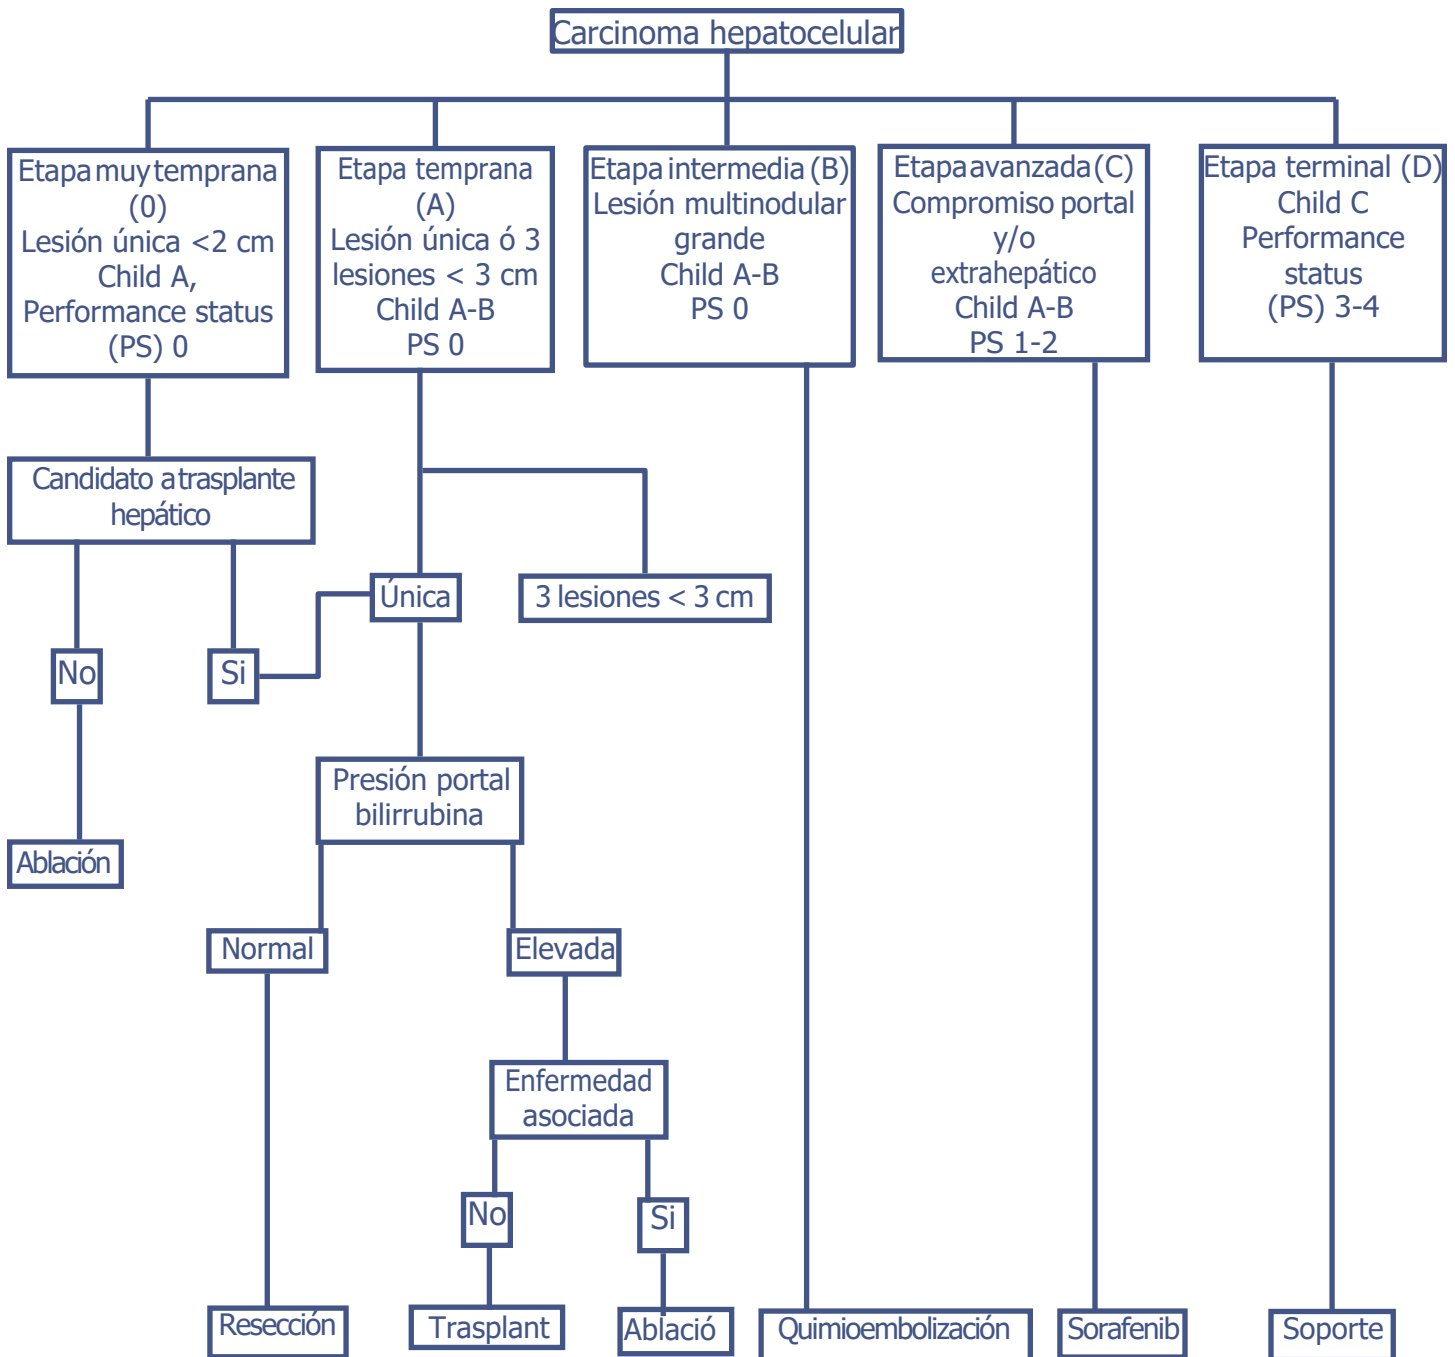 Carcinoma hepatocelular
Etapa muy temprana
(0)
Lesión única <2 cm
Child A,
Performance status
(PS) 0
Etapa temprana
(A)
Lesión única ó 3
lesiones < 3 cm
Child A-B
PS 0
Etapa intermedia (B)
Lesión multinodular
grande
Child A-B
PS 0
Etapa avanzada (C)
Compromiso portal
y/o
extrahepático
Child A-B
PS 1-2
Etapa terminal (D)
Child C
Performance
status
(PS) 3-4
Candidato a trasplante
hepático
Única
3 lesiones < 3 cm
No
Si
Presión portal
bilirrubina
Ablación
Normal
Elevada
Enfermedad
asociada
No
Si
Resección
Trasplant
Ablació
Quimioembolización
Sorafenib
Soporte